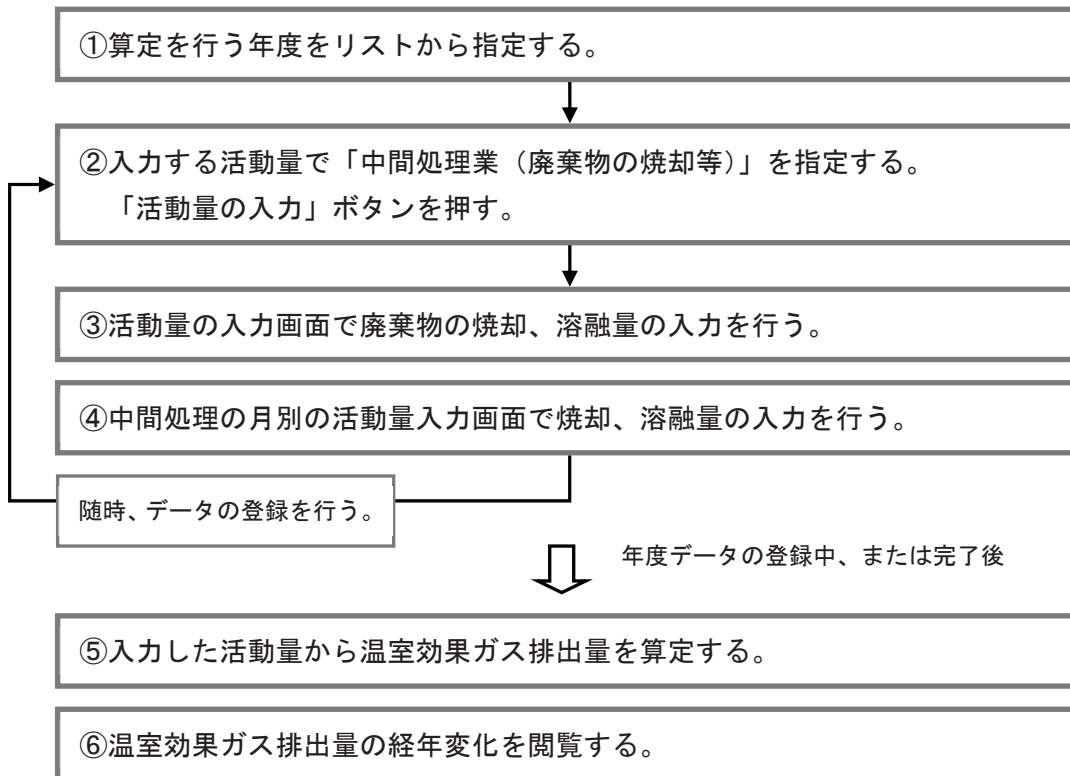 ①算定を行う年度をリストから指定する。
②入力する活動量で「中間処理業（廃棄物の焼却等）」を指定する。
「活動量の入力」ボタンを押す。
③活動量の入力画面で廃棄物の焼却、溶融量の入力を行う。
④中間処理の月別の活動量入力画面で焼却、溶融量の入力を行う。
随時、データの登録を行う。
年度データの登録中、または完了後
⑤入力した活動量から温室効果ガス排出量を算定する。
⑥温室効果ガス排出量の経年変化を閲覧する。